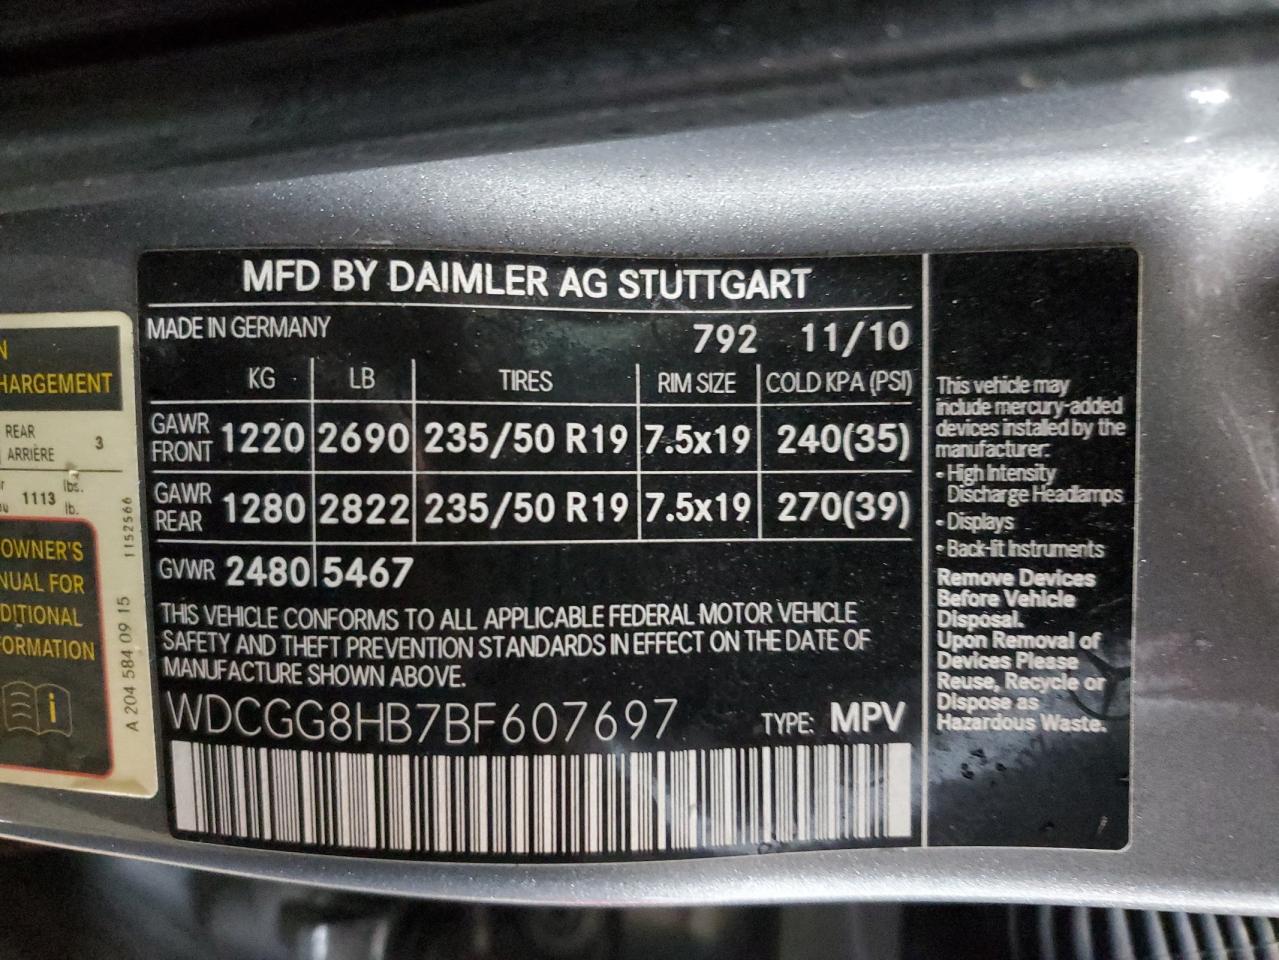 MFD BY DAIMLER AG STUTTGART
MADE IN GERMANY 792 11/10
KG LB TIRES RIM SIZE COLD KPA (PSI)
GAWR FRONT 1220 2690 235/50 R19 7.5x19 240(35)
GAWR REAR 1280 2822 235/50 R19 7.5x19 270(39)
GVWR 2480 5467
THIS VEHICLE CONFORMS TO ALL APPLICABLE FEDERAL MOTOR VEHICLE
SAFETY AND THEFT PREVENTION STANDARDS IN EFFECT ON THE DATE OF
MANUFACTURE SHOWN ABOVE.
WDCGG8HB7BF607697 TYPE: MPV
This vehicle may
include mercury-added
devices installed by the
manufacturer:
• High Intensity
Discharge Headlamps
• Displays
• Back-lit Instruments
Remove Devices
Before Vehicle
Disposal.
Upon Removal of
Devices Please
Reuse, Recycle or
Dispose as
Hazardous Waste.
N
HARGEMENT
REAR 3
ARRIÈRE
1113 lbs.
lb.
OWNER'S
NUAL FOR
DITIONAL
FORMATION
i
A 204 584 09 15
1152566